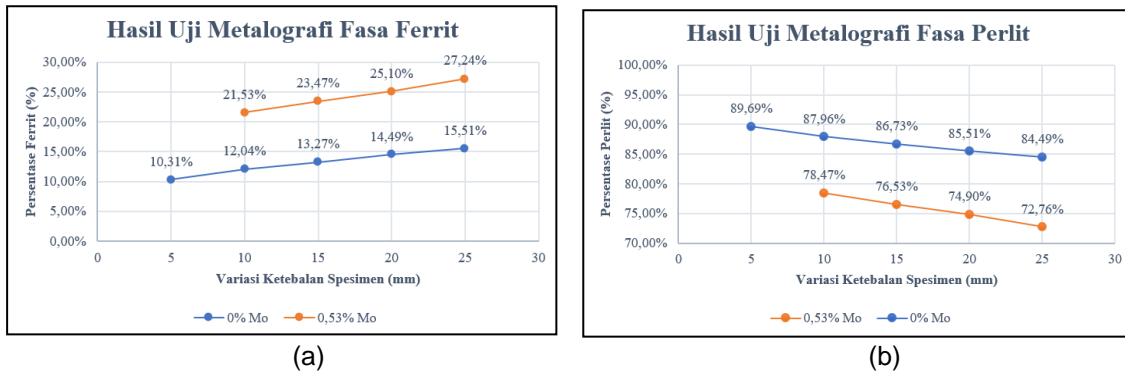 Hasil Uji Metalografi Fasa Ferrit
Persentase Ferrit (%)
30,00%
25,00%
20,00%
15,00%
10,00%
5,00%
0,00%
21,53%
23,47%
25,10%
27,24%
10,31%
12,04%
13,27%
14,49%
15,51%
0 5 10 15 20 25 30
Variasi Ketebalan Spesimen (mm)
0% Mo 0,53% Mo
(a)
Hasil Uji Metalografi Fasa Perlit
Persentase Perlit (%)
100,00%
95,00%
90,00%
85,00%
80,00%
75,00%
70,00%
89,69%
87,96%
86,73%
85,51%
84,49%
78,47%
76,53%
74,90%
72,76%
0 5 10 15 20 25 30
Variasi Ketebalan Spesimen (mm)
0,53% Mo 0% Mo
(b)